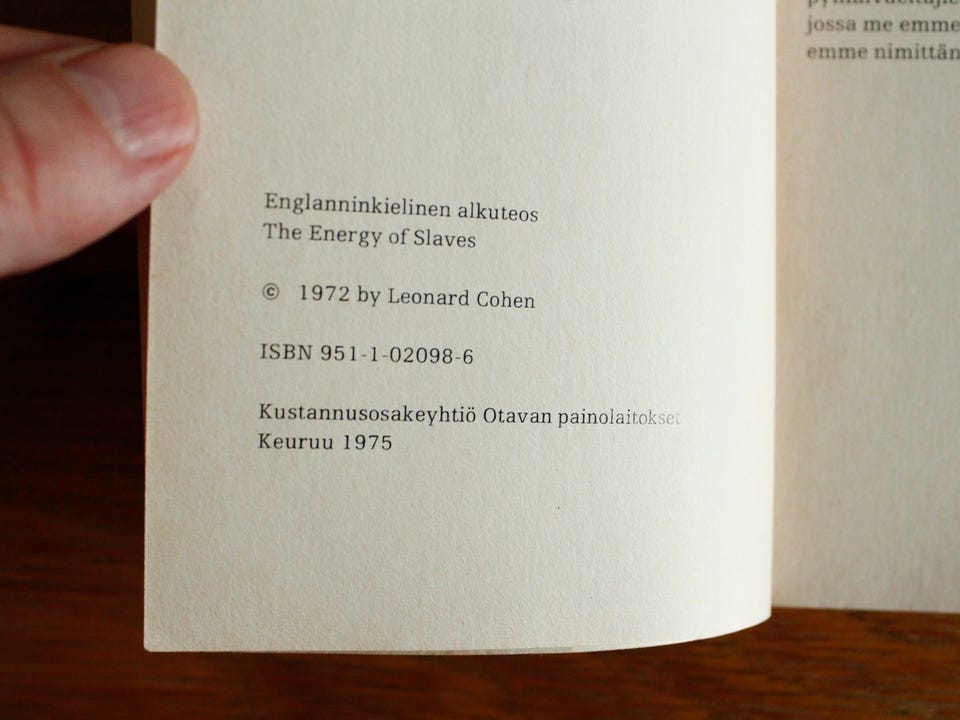 Englanninkielinen alkuteos
The Energy of Slaves
© 1972 by Leonard Cohen
ISBN 951-1-02098-6
Kustannusosakeyhtiö Otavan painolaitokset
Keuruu 1975
jossa me emme
emme nimittän